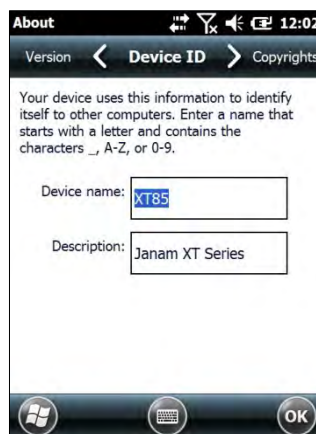 About 12:02
Version Device ID Copyrights
Your device uses this information to identify
itself to other computers. Enter a name that
starts with a letter and contains the
characters _, A-Z, or 0-9.
Device name: XT85
Description: Janam XT Series
OK